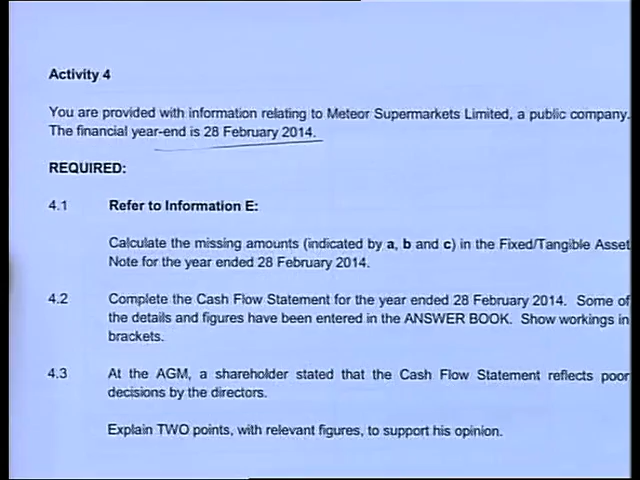 Activity 4
You are provided with information relating to Meteor Supermarkets Limited, a public company.
The financial year-end is 28 February 2014.
REQUIRED:
4.1 Refer to Information E:
Calculate the missing amounts (indicated by a, b and c) in the Fixed/Tangible Asset
Note for the year ended 28 February 2014.
4.2 Complete the Cash Flow Statement for the year ended 28 February 2014. Some of
the details and figures have been entered in the ANSWER BOOK. Show workings in
brackets.
4.3 At the AGM, a shareholder stated that the Cash Flow Statement reflects poor
decisions by the directors.
Explain TWO points, with relevant figures, to support his opinion.